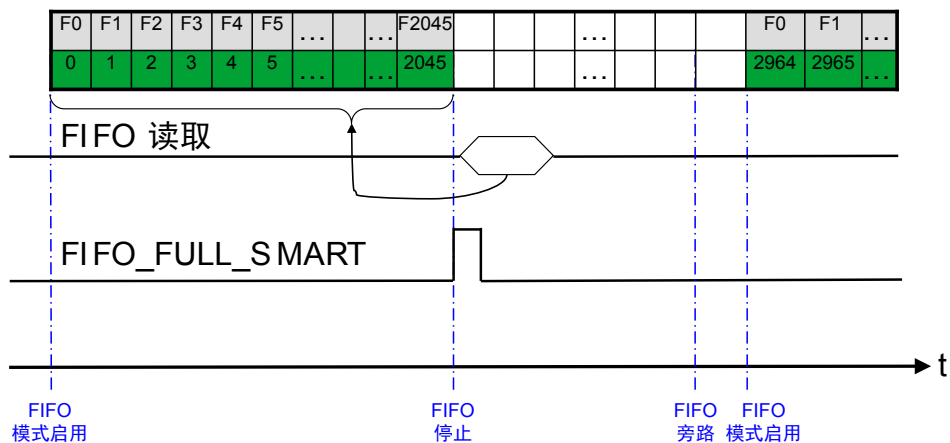 F0 F1 F2 F3 F4 F5 ... ... F2045 ... F0 F1 ...
0 1 2 3 4 5 ... ... 2045 ... 2964 2965 ...
FIFO 读取
FIFO_FULL_SMART
t
FIFO FIFO FIFO FIFO
模式启用 停止 旁路 模式启用